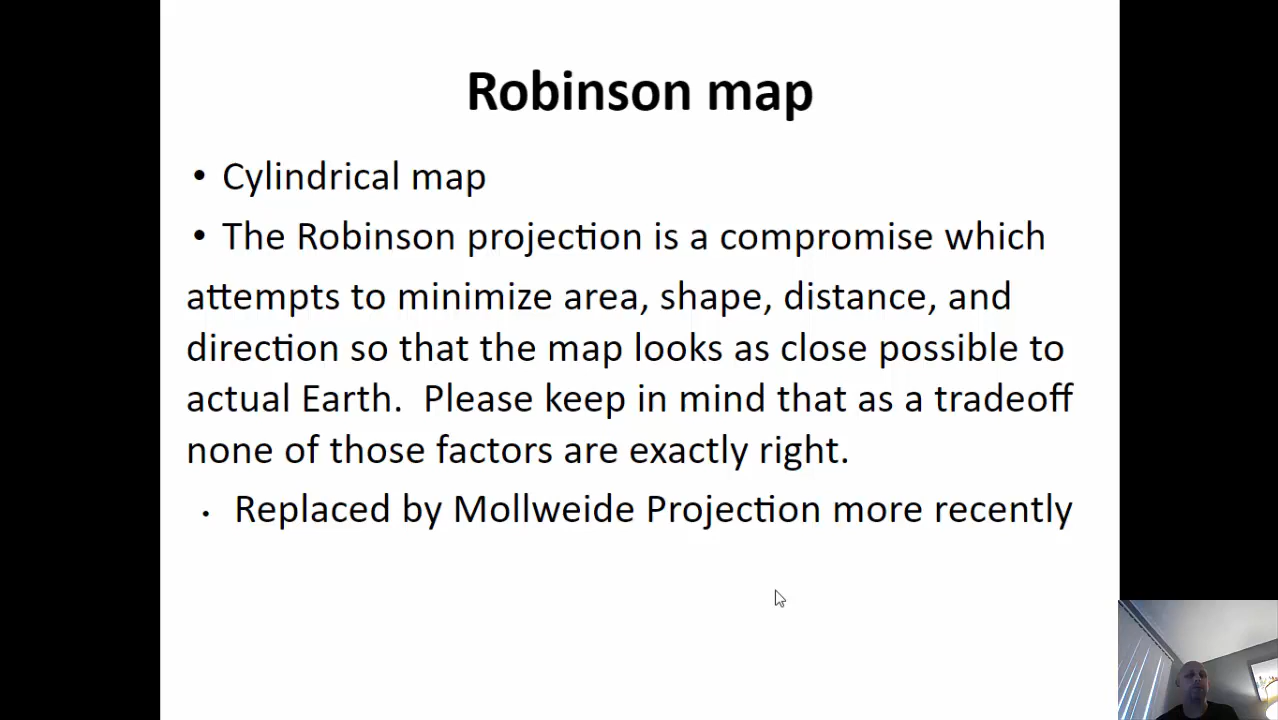 Robinson map
• Cylindrical map
• The Robinson projection is a compromise which
attempts to minimize area, shape, distance, and
direction so that the map looks as close possible to
actual Earth.  Please keep in mind that as a tradeoff
none of those factors are exactly right.
• Replaced by Mollweide Projection more recently